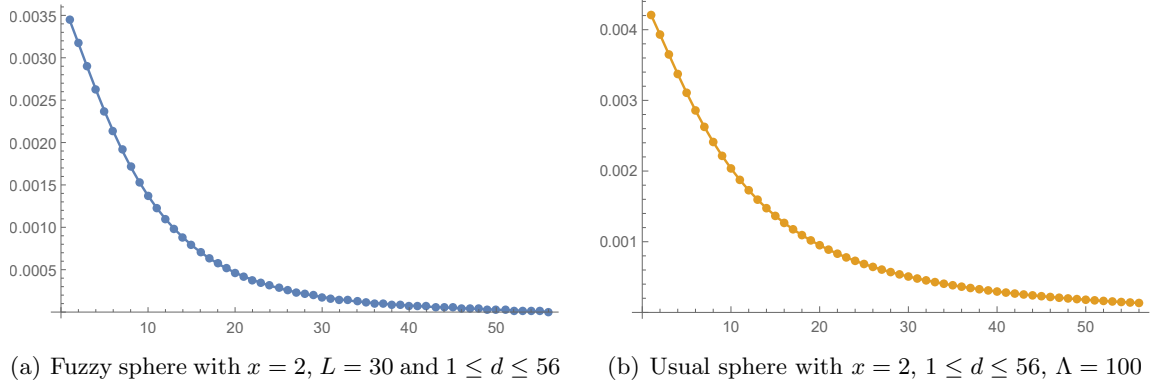 0.0035
0.0030
0.0025
0.0020
0.0015
0.0010
0.0005
10 20 30 40 50
0.004
0.003
0.002
0.001
10 20 30 40 50
(a) Fuzzy sphere with x = 2, L = 30 and 1 ≤ d ≤ 56
(b) Usual sphere with x = 2, 1 ≤ d ≤ 56, Λ = 100